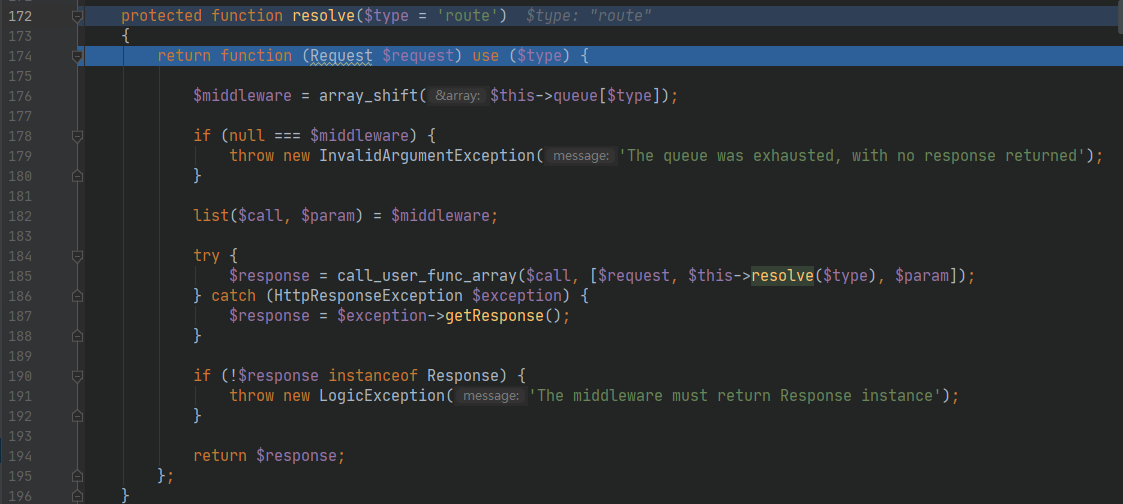 172 protected function resolve($type = 'route')  $type: "route"
173 {
174     return function (Request $request) use ($type) {
175
176         $middleware = array_shift( &array: $this->queue[$type]);
177
178         if (null === $middleware) {
179             throw new InvalidArgumentException( message: 'The queue was exhausted, with no response returned');
180         }
181
182         list($call, $param) = $middleware;
183
184         try {
185             $response = call_user_func_array($call, [$request, $this->resolve($type), $param]);
186         } catch (HttpResponseException $exception) {
187             $response = $exception->getResponse();
188         }
189
190         if (!$response instanceof Response) {
191             throw new LogicException( message: 'The middleware must return Response instance');
192         }
193
194         return $response;
195     };
196 }